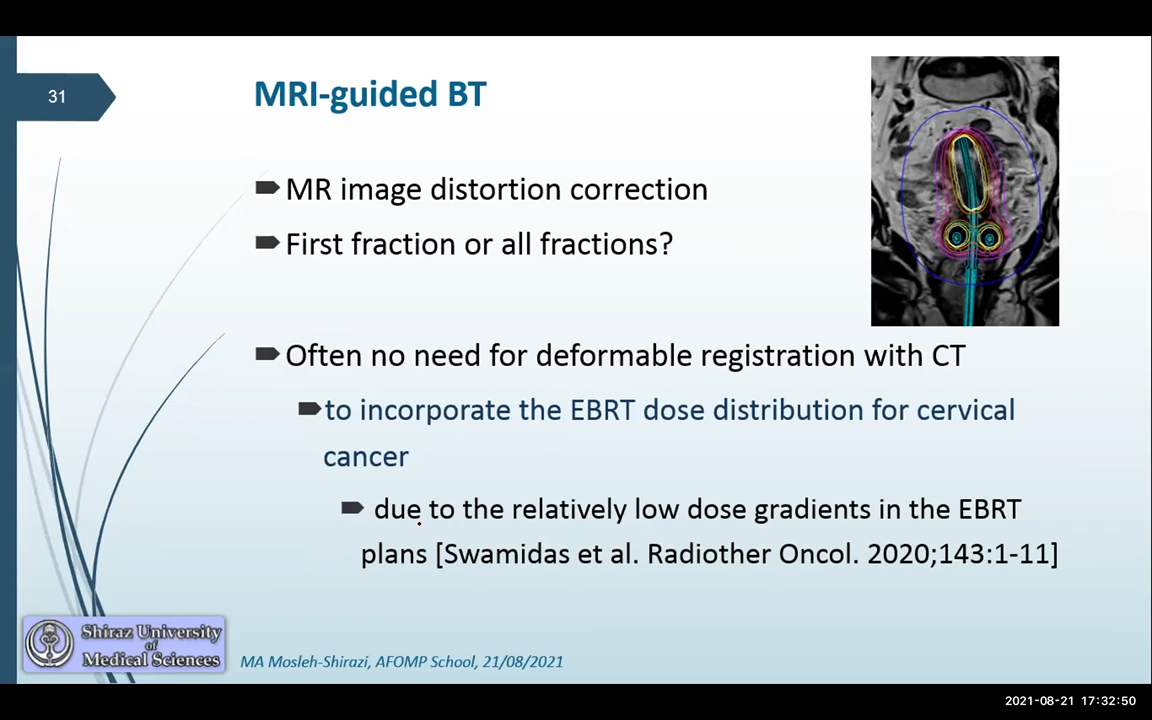 31
MRI-guided BT
MR image distortion correction
First fraction or all fractions?
Often no need for deformable registration with CT
to incorporate the EBRT dose distribution for cervical
cancer
due to the relatively low dose gradients in the EBRT
plans [Swamidas et al. Radiother Oncol. 2020;143:1-11]
Shiraz University
of
Medical Sciences
MA Mosleh-Shirazi, AFOMP School, 21/08/2021
2021-08-21 17:32:50